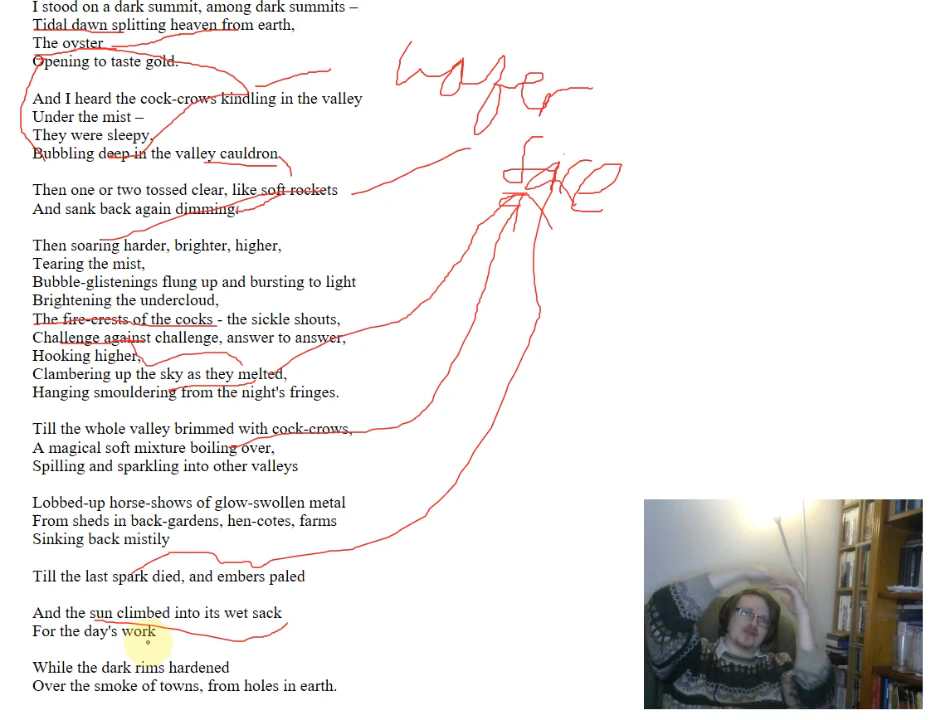 I stood on a dark summit, among dark summits –
Tidal dawn splitting heaven from earth,
The oyster
Opening to taste gold.
And I heard the cock-crows kindling in the valley
Under the mist –
They were sleepy,
Bubbling deep in the valley cauldron.
Then one or two tossed clear, like soft rockets
And sank back again dimming.
Then soaring harder, brighter, higher,
Tearing the mist,
Bubble-glistenings flung up and bursting to light
Brightening the undercloud,
The fire-crests of the cocks - the sickle shouts,
Challenge against challenge, answer to answer,
Hooking higher,
Clambering up the sky as they melted,
Hanging smouldering from the night's fringes.
Till the whole valley brimmed with cock-crows,
A magical soft mixture boiling over,
Spilling and sparkling into other valleys
Lobbed-up horse-shows of glow-swollen metal
From sheds in back-gardens, hen-cotes, farms
Sinking back mistily
Till the last spark died, and embers paled
And the sun climbed into its wet sack
For the day's work
While the dark rims hardened
Over the smoke of towns, from holes in earth.